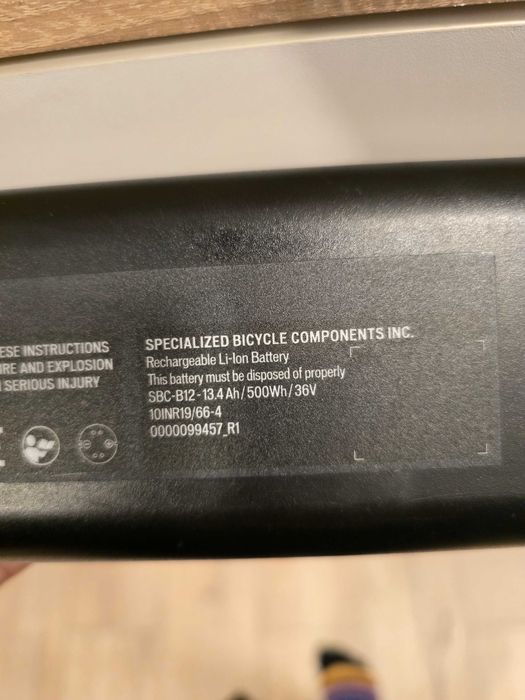 ESE INSTRUCTIONS
RE AND EXPLOSION
SERIOUS INJURY
SPECIALIZED BICYCLE COMPONENTS INC.
Rechargeable Li-Ion Battery
This battery must be disposed of properly
SBC-B12 - 13.4 Ah / 500Wh / 36V
10INR19/66-4
0000099457_R1